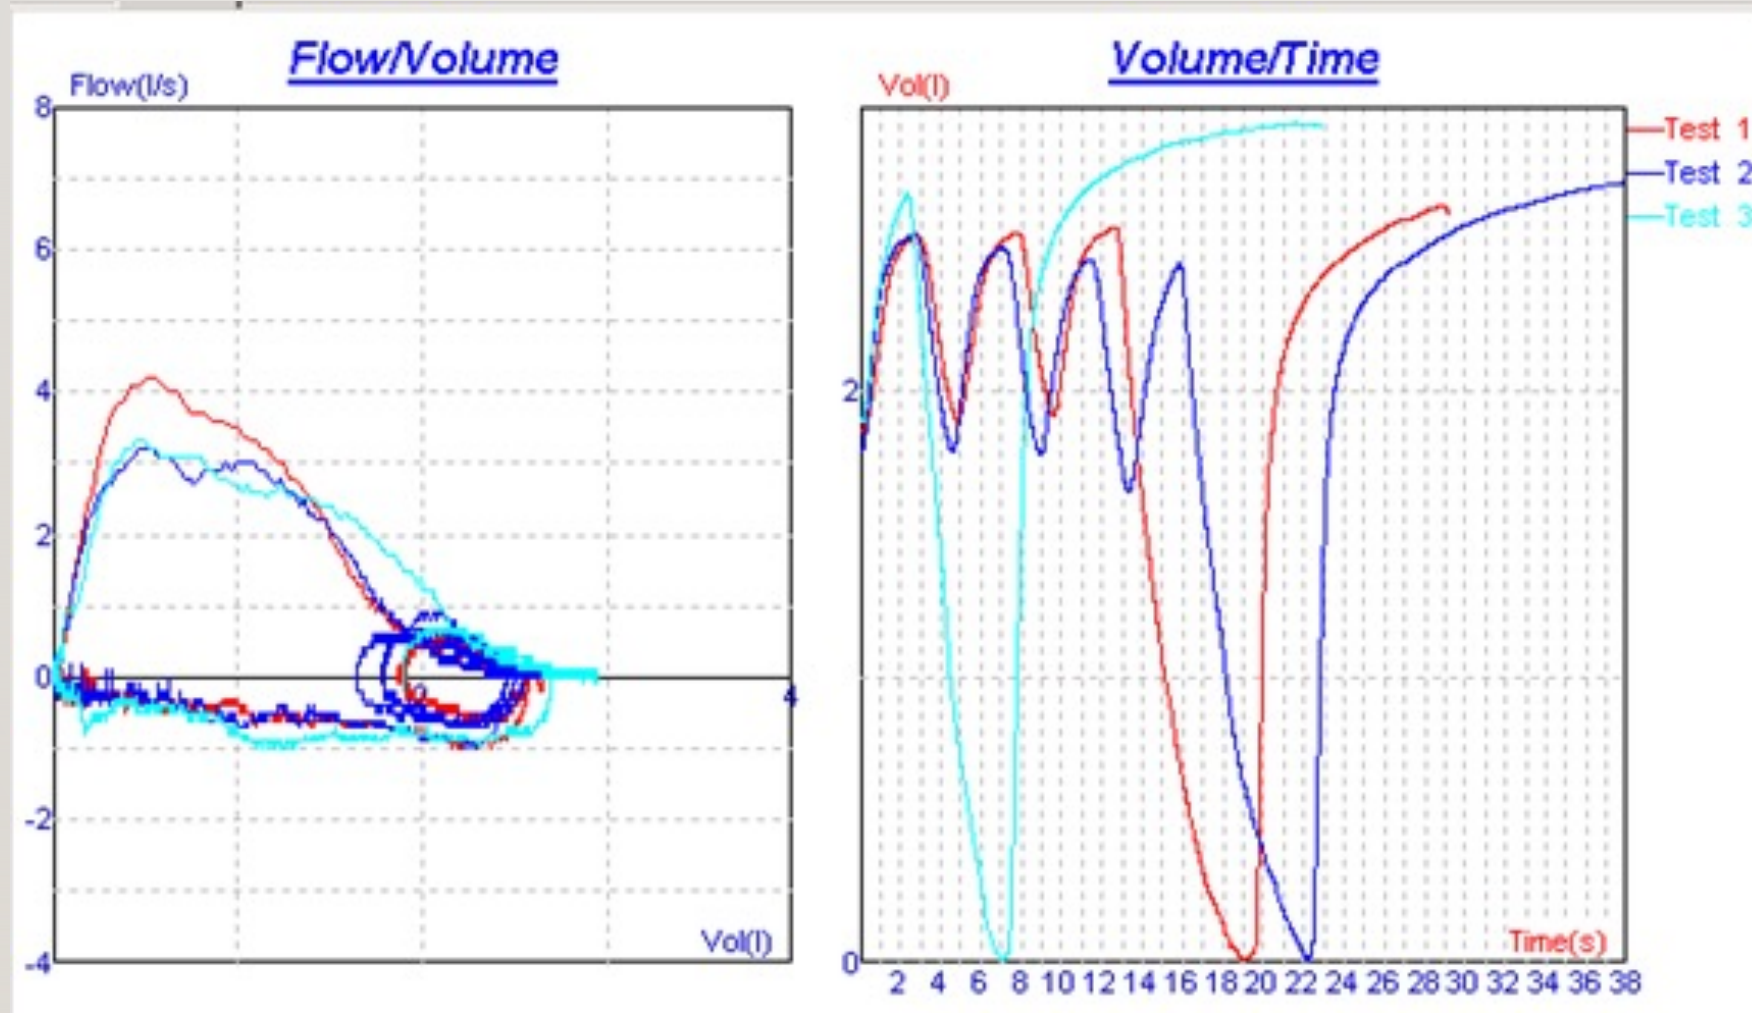 Flow/Volume
Flow(l/s)
8
6
4
2
0
-2
-4
4
Vol(l)
Volume/Time
Vol(l)
2
0
Time(s)
2 4 6 8 10 12 14 16 18 20 22 24 26 28 30 32 34 36 38
Test 1
Test 2
Test 3